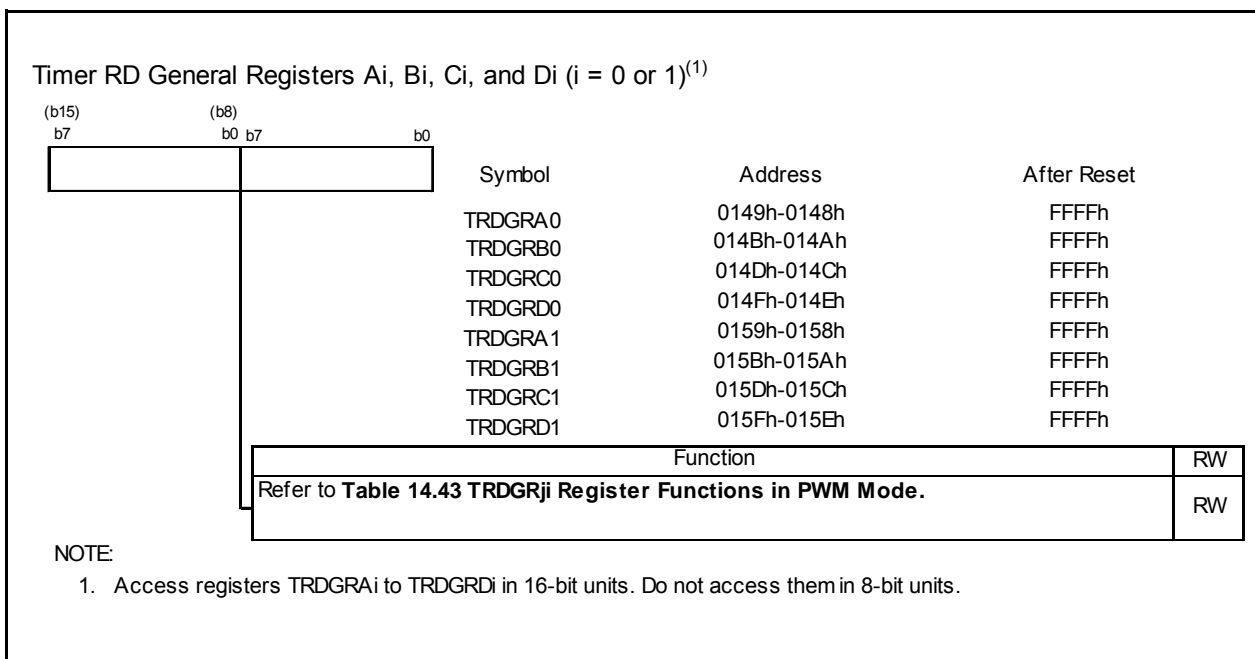 Timer RD General Registers Ai, Bi, Ci, and Di (i = 0 or 1)(1)
(b15) (b8)
b7 b0 b7 b0
Symbol Address After Reset
TRDGRA0 0149h-0148h FFFFh
TRDGRB0 014Bh-014Ah FFFFh
TRDGRC0 014Dh-014Ch FFFFh
TRDGRD0 014Fh-014Eh FFFFh
TRDGRA1 0159h-0158h FFFFh
TRDGRB1 015Bh-015Ah FFFFh
TRDGRC1 015Dh-015Ch FFFFh
TRDGRD1 015Fh-015Eh FFFFh
Function RW
Refer to Table 14.43 TRDGRji Register Functions in PWM Mode. RW
NOTE:
1. Access registers TRDGRAi to TRDGRDi in 16-bit units. Do not access them in 8-bit units.